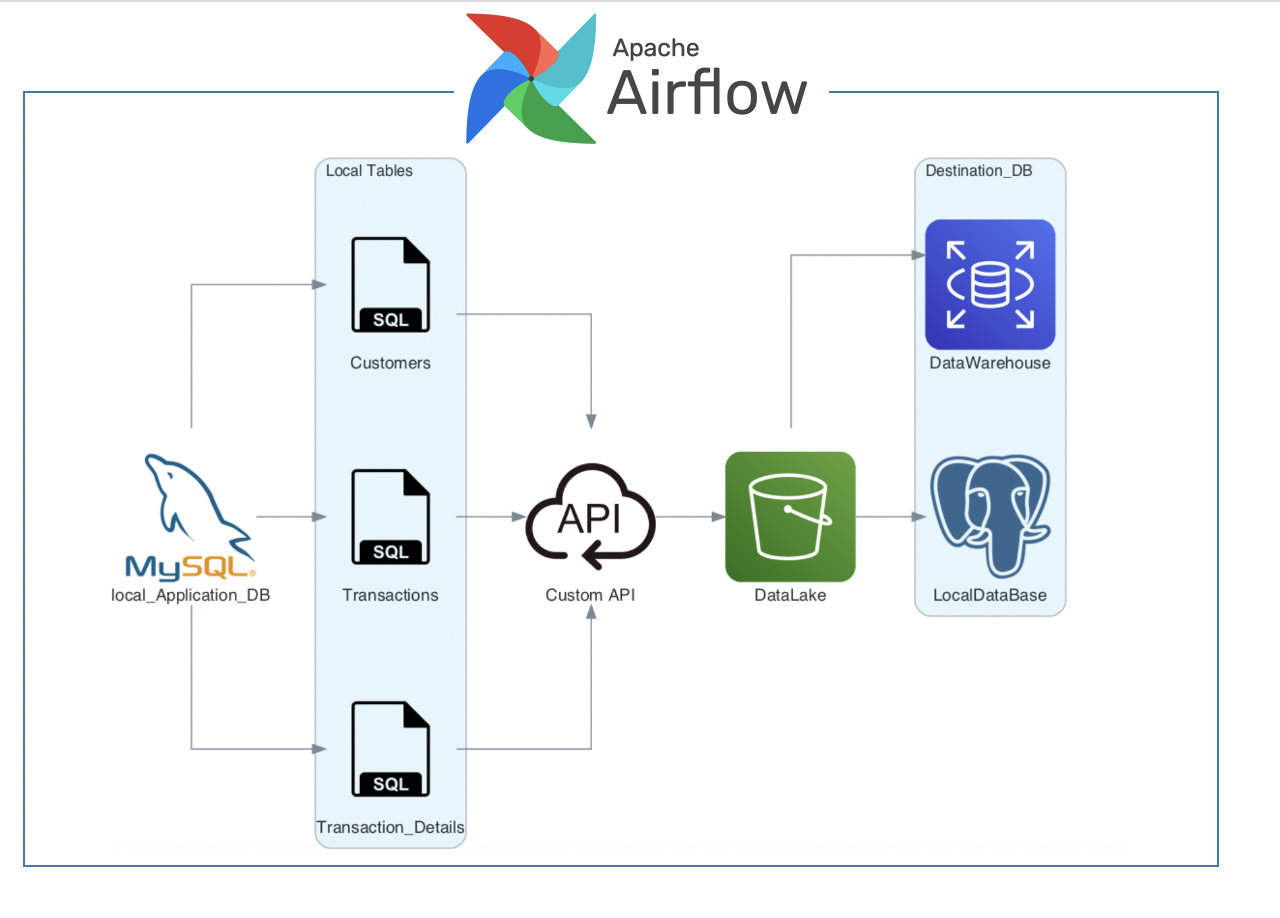 Apache
Airflow
Local Tables
Destination_DB
SQL
Customers
DataWarehouse
MySQL®
local_Application_DB
SQL
Transactions
API
Custom API
DataLake
LocalDataBase
SQL
Transaction_Details